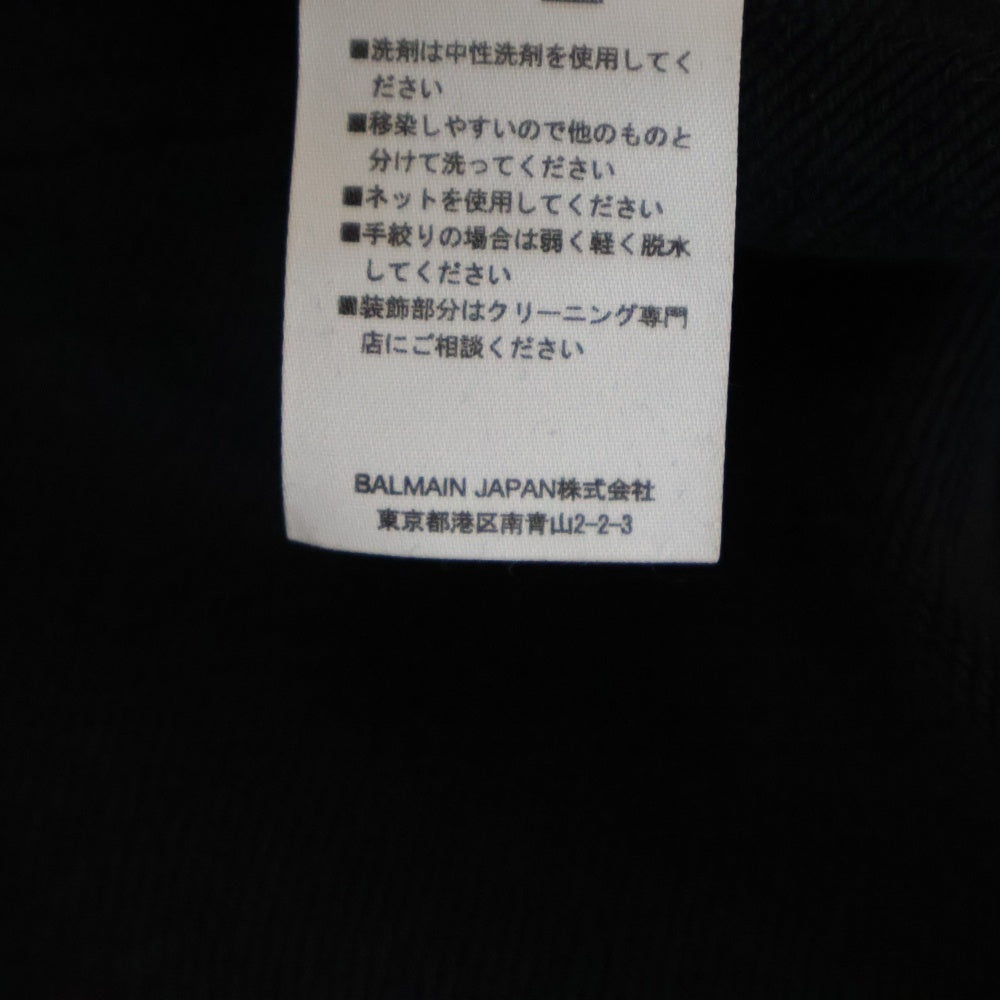 ■洗剤は中性洗剤を使用してく
ださい
■移染しやすいので他のものと
分けて洗ってください
■ネットを使用してください
■手絞りの場合は弱く軽く脱水
してください
■装飾部分はクリーニング専門
店にご相談ください
BALMAIN JAPAN株式会社
東京都港区南青山2-2-3